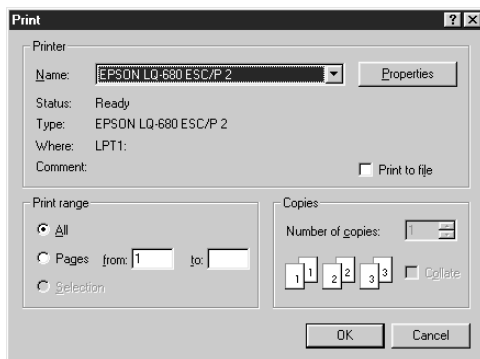 Print
Printer
Name: EPSON LQ-680 ESC/P 2 Properties
Status: Ready
Type: EPSON LQ-680 ESC/P 2
Where: LPT1:
Comment: Print to file
Print range
All
Pages from: 1 to:
Selection
Copies
Number of copies: 1
1 1 2 2 3 3 Collate
OK Cancel